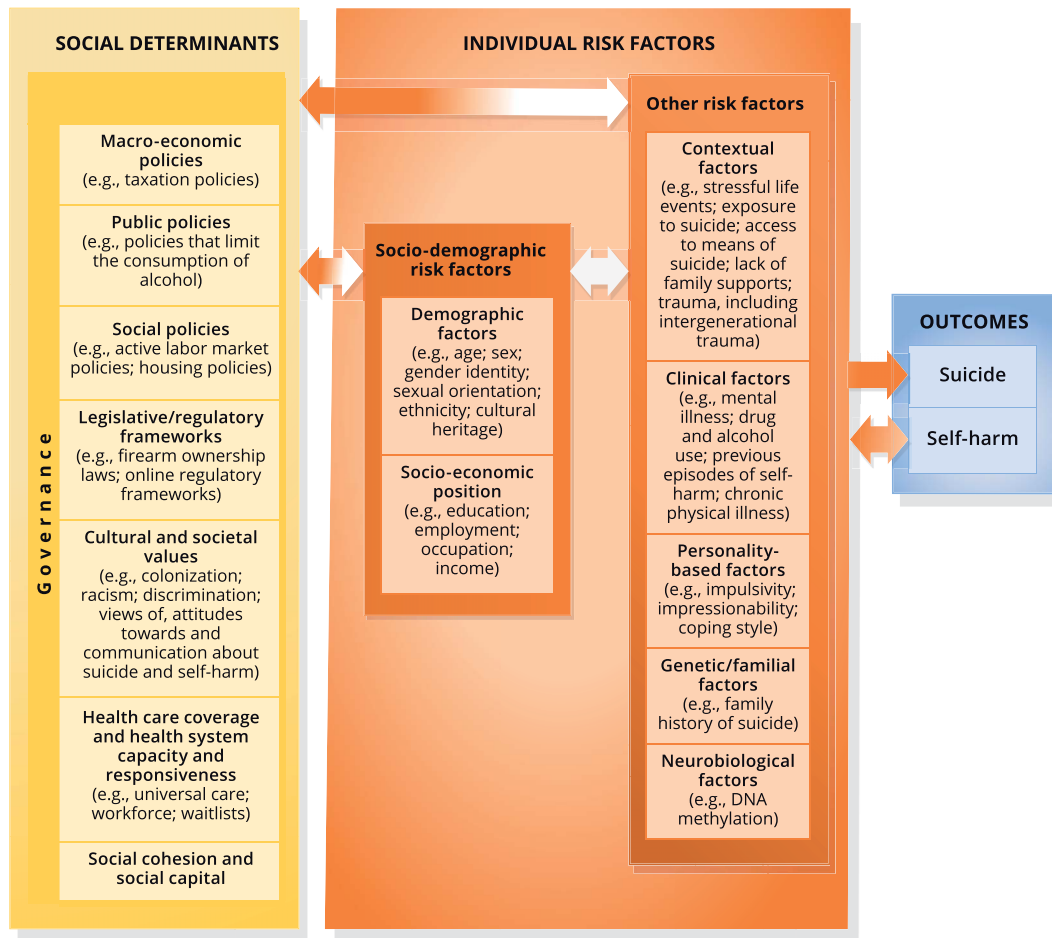 SOCIAL DETERMINANTS
Governance
Macro-economic
policies
(e.g., taxation policies)
Public policies
(e.g., policies that limit
the consumption of
alcohol)
Social policies
(e.g., active labor market
policies; housing policies)
Legislative/regulatory
frameworks
(e.g., firearm ownership
laws; online regulatory
frameworks)
Cultural and societal
values
(e.g., colonization;
racism; discrimination;
views of, attitudes
towards and
communication about
suicide and self-harm)
Health care coverage
and health system
capacity and
responsiveness
(e.g., universal care;
workforce; waitlists)
Social cohesion and
social capital
INDIVIDUAL RISK FACTORS
Socio-demographic
risk factors
Demographic
factors
(e.g., age; sex;
gender identity;
sexual orientation;
ethnicity; cultural
heritage)
Socio-economic
position
(e.g., education;
employment;
occupation;
income)
Other risk factors
Contextual
factors
(e.g., stressful life
events; exposure
to suicide; access
to means of
suicide; lack of
family supports;
trauma, including
intergenerational
trauma)
Clinical factors
(e.g., mental
illness; drug
and alcohol
use; previous
episodes of self-
harm; chronic
physical illness)
Personality-
based factors
(e.g., impulsivity;
impressionability;
coping style)
Genetic/familial
factors
(e.g., family
history of suicide)
Neurobiological
factors
(e.g., DNA
methylation)
OUTCOMES
Suicide
Self-harm